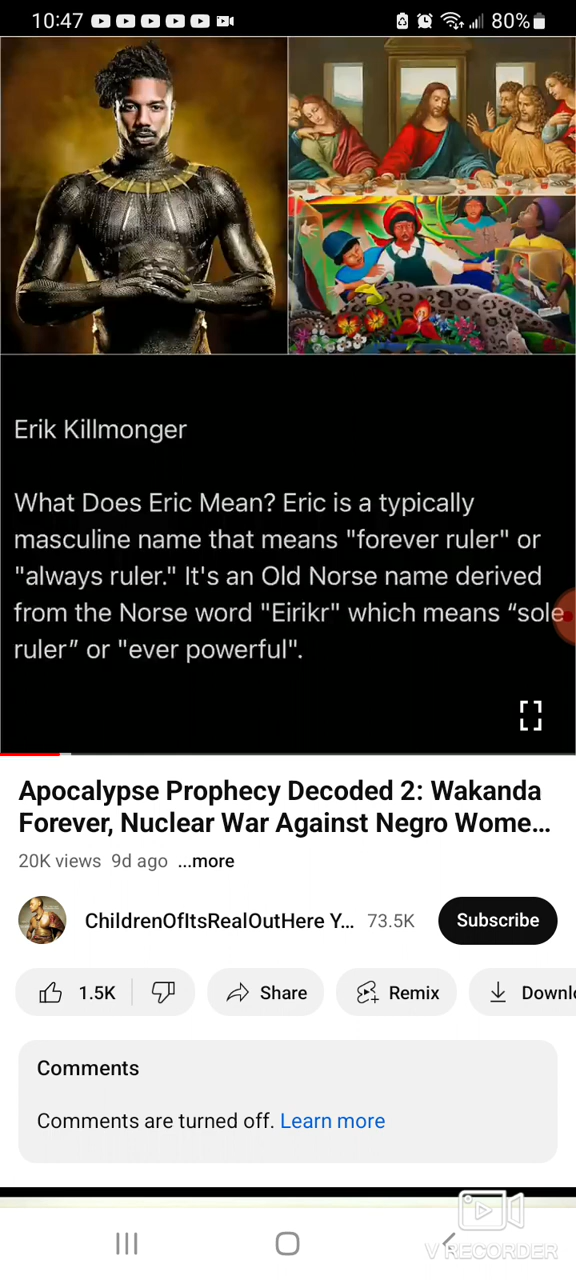 10:47 80%
Erik Killmonger
What Does Eric Mean? Eric is a typically
masculine name that means "forever ruler" or
"always ruler." It's an Old Norse name derived
from the Norse word "Eirikr" which means “sole
ruler” or "ever powerful".
Apocalypse Prophecy Decoded 2: Wakanda
Forever, Nuclear War Against Negro Wome...
20K views 9d ago ...more
ChildrenOfItsRealOutHere Y... 73.5K Subscribe
1.5K Share Remix Downlo
Comments
Comments are turned off. Learn more
V RECORDER